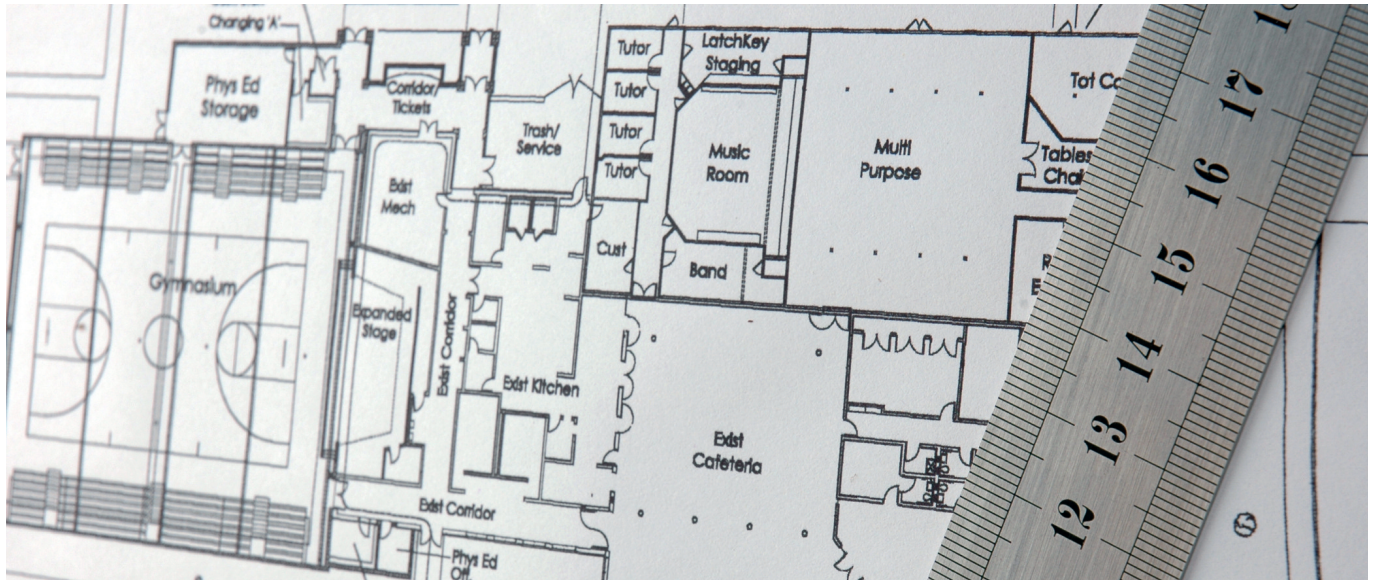 Changing 'A'
Phys Ed
Storage
Corridor/
Tickets
Trash/
Service
Tutor
Tutor
Tutor
Tutor
LatchKey
Staging
Music
Room
Multi
Purpose
Tot
Tables
Exist
Mech
Cust
Band
Gymnasium
Expanded
Stage
Exist Corridor
Exist Kitchen
Exist
Cafeteria
Exist Corridor
Phys Ed
17
16
15
14
13
12